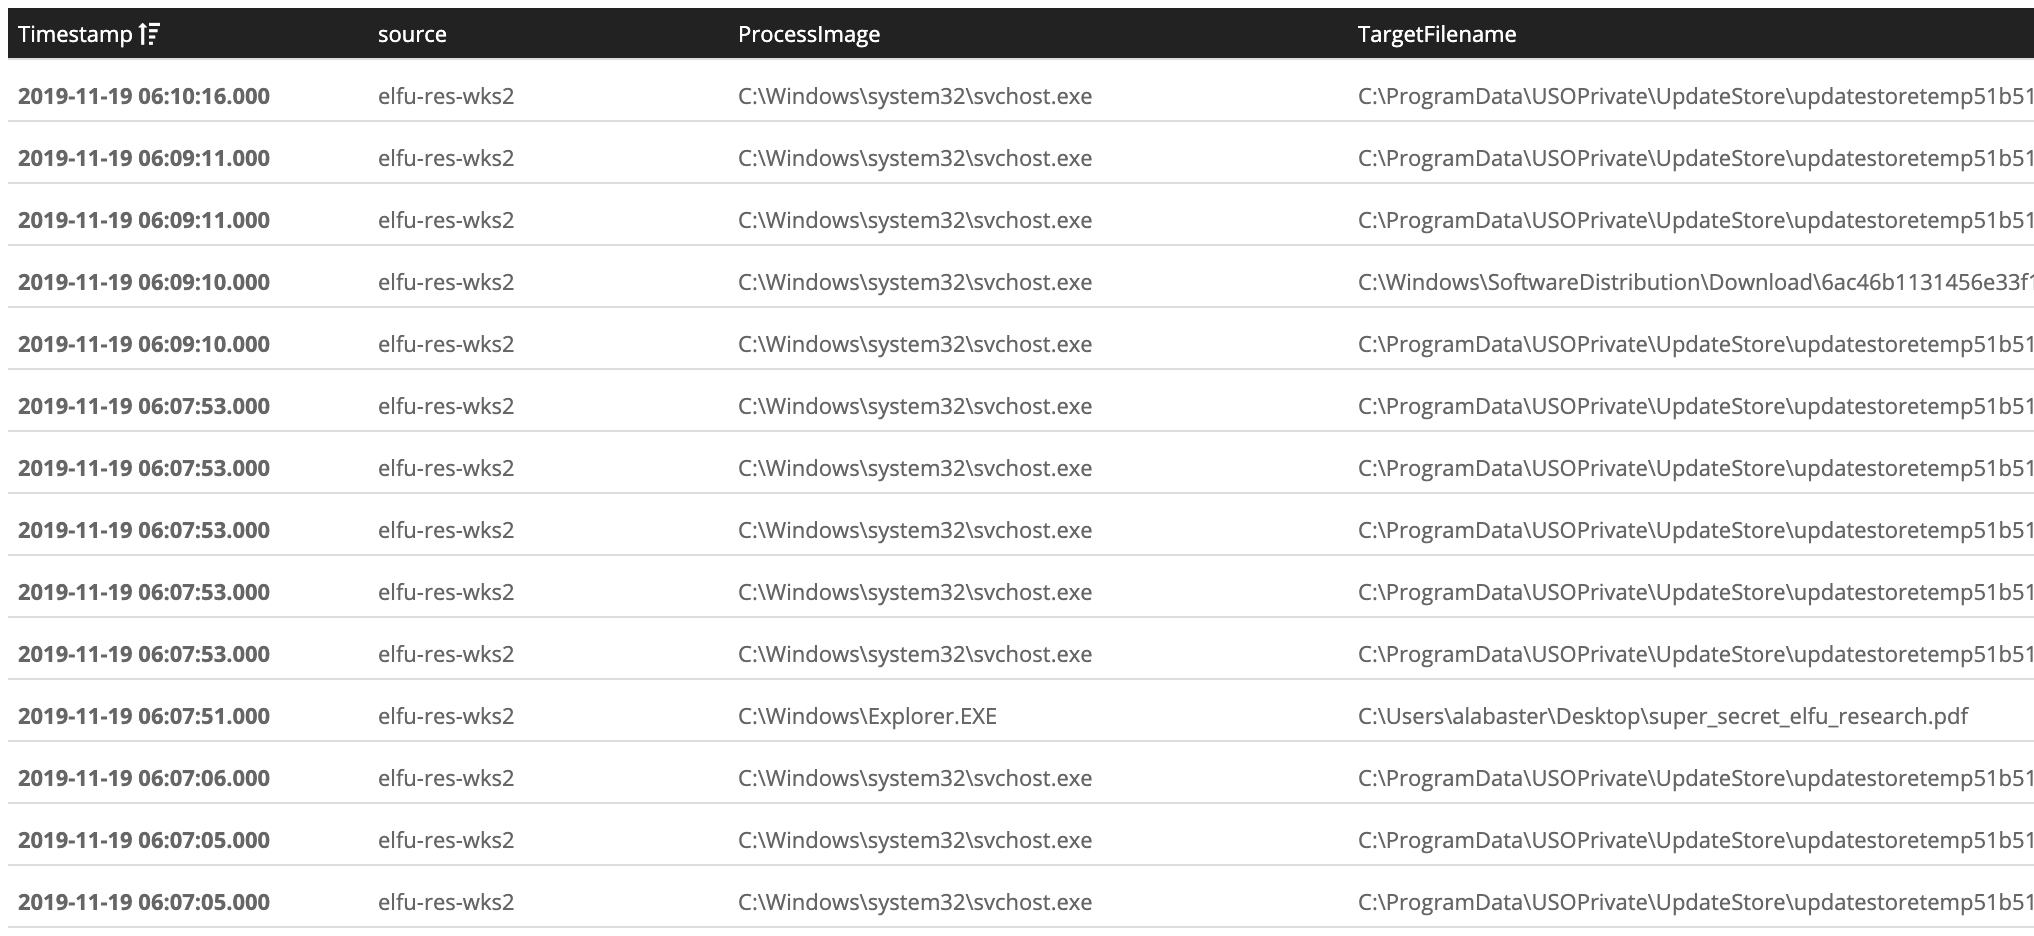 Timestamp source ProcessImage TargetFilename
2019-11-19 06:10:16.000 elfu-res-wks2 C:\Windows\system32\svchost.exe C:\ProgramData\USOPrivate\UpdateStore\updatestoretemp51b51
2019-11-19 06:09:11.000 elfu-res-wks2 C:\Windows\system32\svchost.exe C:\ProgramData\USOPrivate\UpdateStore\updatestoretemp51b51
2019-11-19 06:09:11.000 elfu-res-wks2 C:\Windows\system32\svchost.exe C:\ProgramData\USOPrivate\UpdateStore\updatestoretemp51b51
2019-11-19 06:09:10.000 elfu-res-wks2 C:\Windows\system32\svchost.exe C:\Windows\SoftwareDistribution\Download\6ac46b1131456e33f1
2019-11-19 06:09:10.000 elfu-res-wks2 C:\Windows\system32\svchost.exe C:\ProgramData\USOPrivate\UpdateStore\updatestoretemp51b51
2019-11-19 06:07:53.000 elfu-res-wks2 C:\Windows\system32\svchost.exe C:\ProgramData\USOPrivate\UpdateStore\updatestoretemp51b51
2019-11-19 06:07:53.000 elfu-res-wks2 C:\Windows\system32\svchost.exe C:\ProgramData\USOPrivate\UpdateStore\updatestoretemp51b51
2019-11-19 06:07:53.000 elfu-res-wks2 C:\Windows\system32\svchost.exe C:\ProgramData\USOPrivate\UpdateStore\updatestoretemp51b51
2019-11-19 06:07:53.000 elfu-res-wks2 C:\Windows\system32\svchost.exe C:\ProgramData\USOPrivate\UpdateStore\updatestoretemp51b51
2019-11-19 06:07:53.000 elfu-res-wks2 C:\Windows\system32\svchost.exe C:\ProgramData\USOPrivate\UpdateStore\updatestoretemp51b51
2019-11-19 06:07:51.000 elfu-res-wks2 C:\Windows\Explorer.EXE C:\Users\alabaster\Desktop\super_secret_elfu_research.pdf
2019-11-19 06:07:06.000 elfu-res-wks2 C:\Windows\system32\svchost.exe C:\ProgramData\USOPrivate\UpdateStore\updatestoretemp51b51
2019-11-19 06:07:05.000 elfu-res-wks2 C:\Windows\system32\svchost.exe C:\ProgramData\USOPrivate\UpdateStore\updatestoretemp51b51
2019-11-19 06:07:05.000 elfu-res-wks2 C:\Windows\system32\svchost.exe C:\ProgramData\USOPrivate\UpdateStore\updatestoretemp51b51